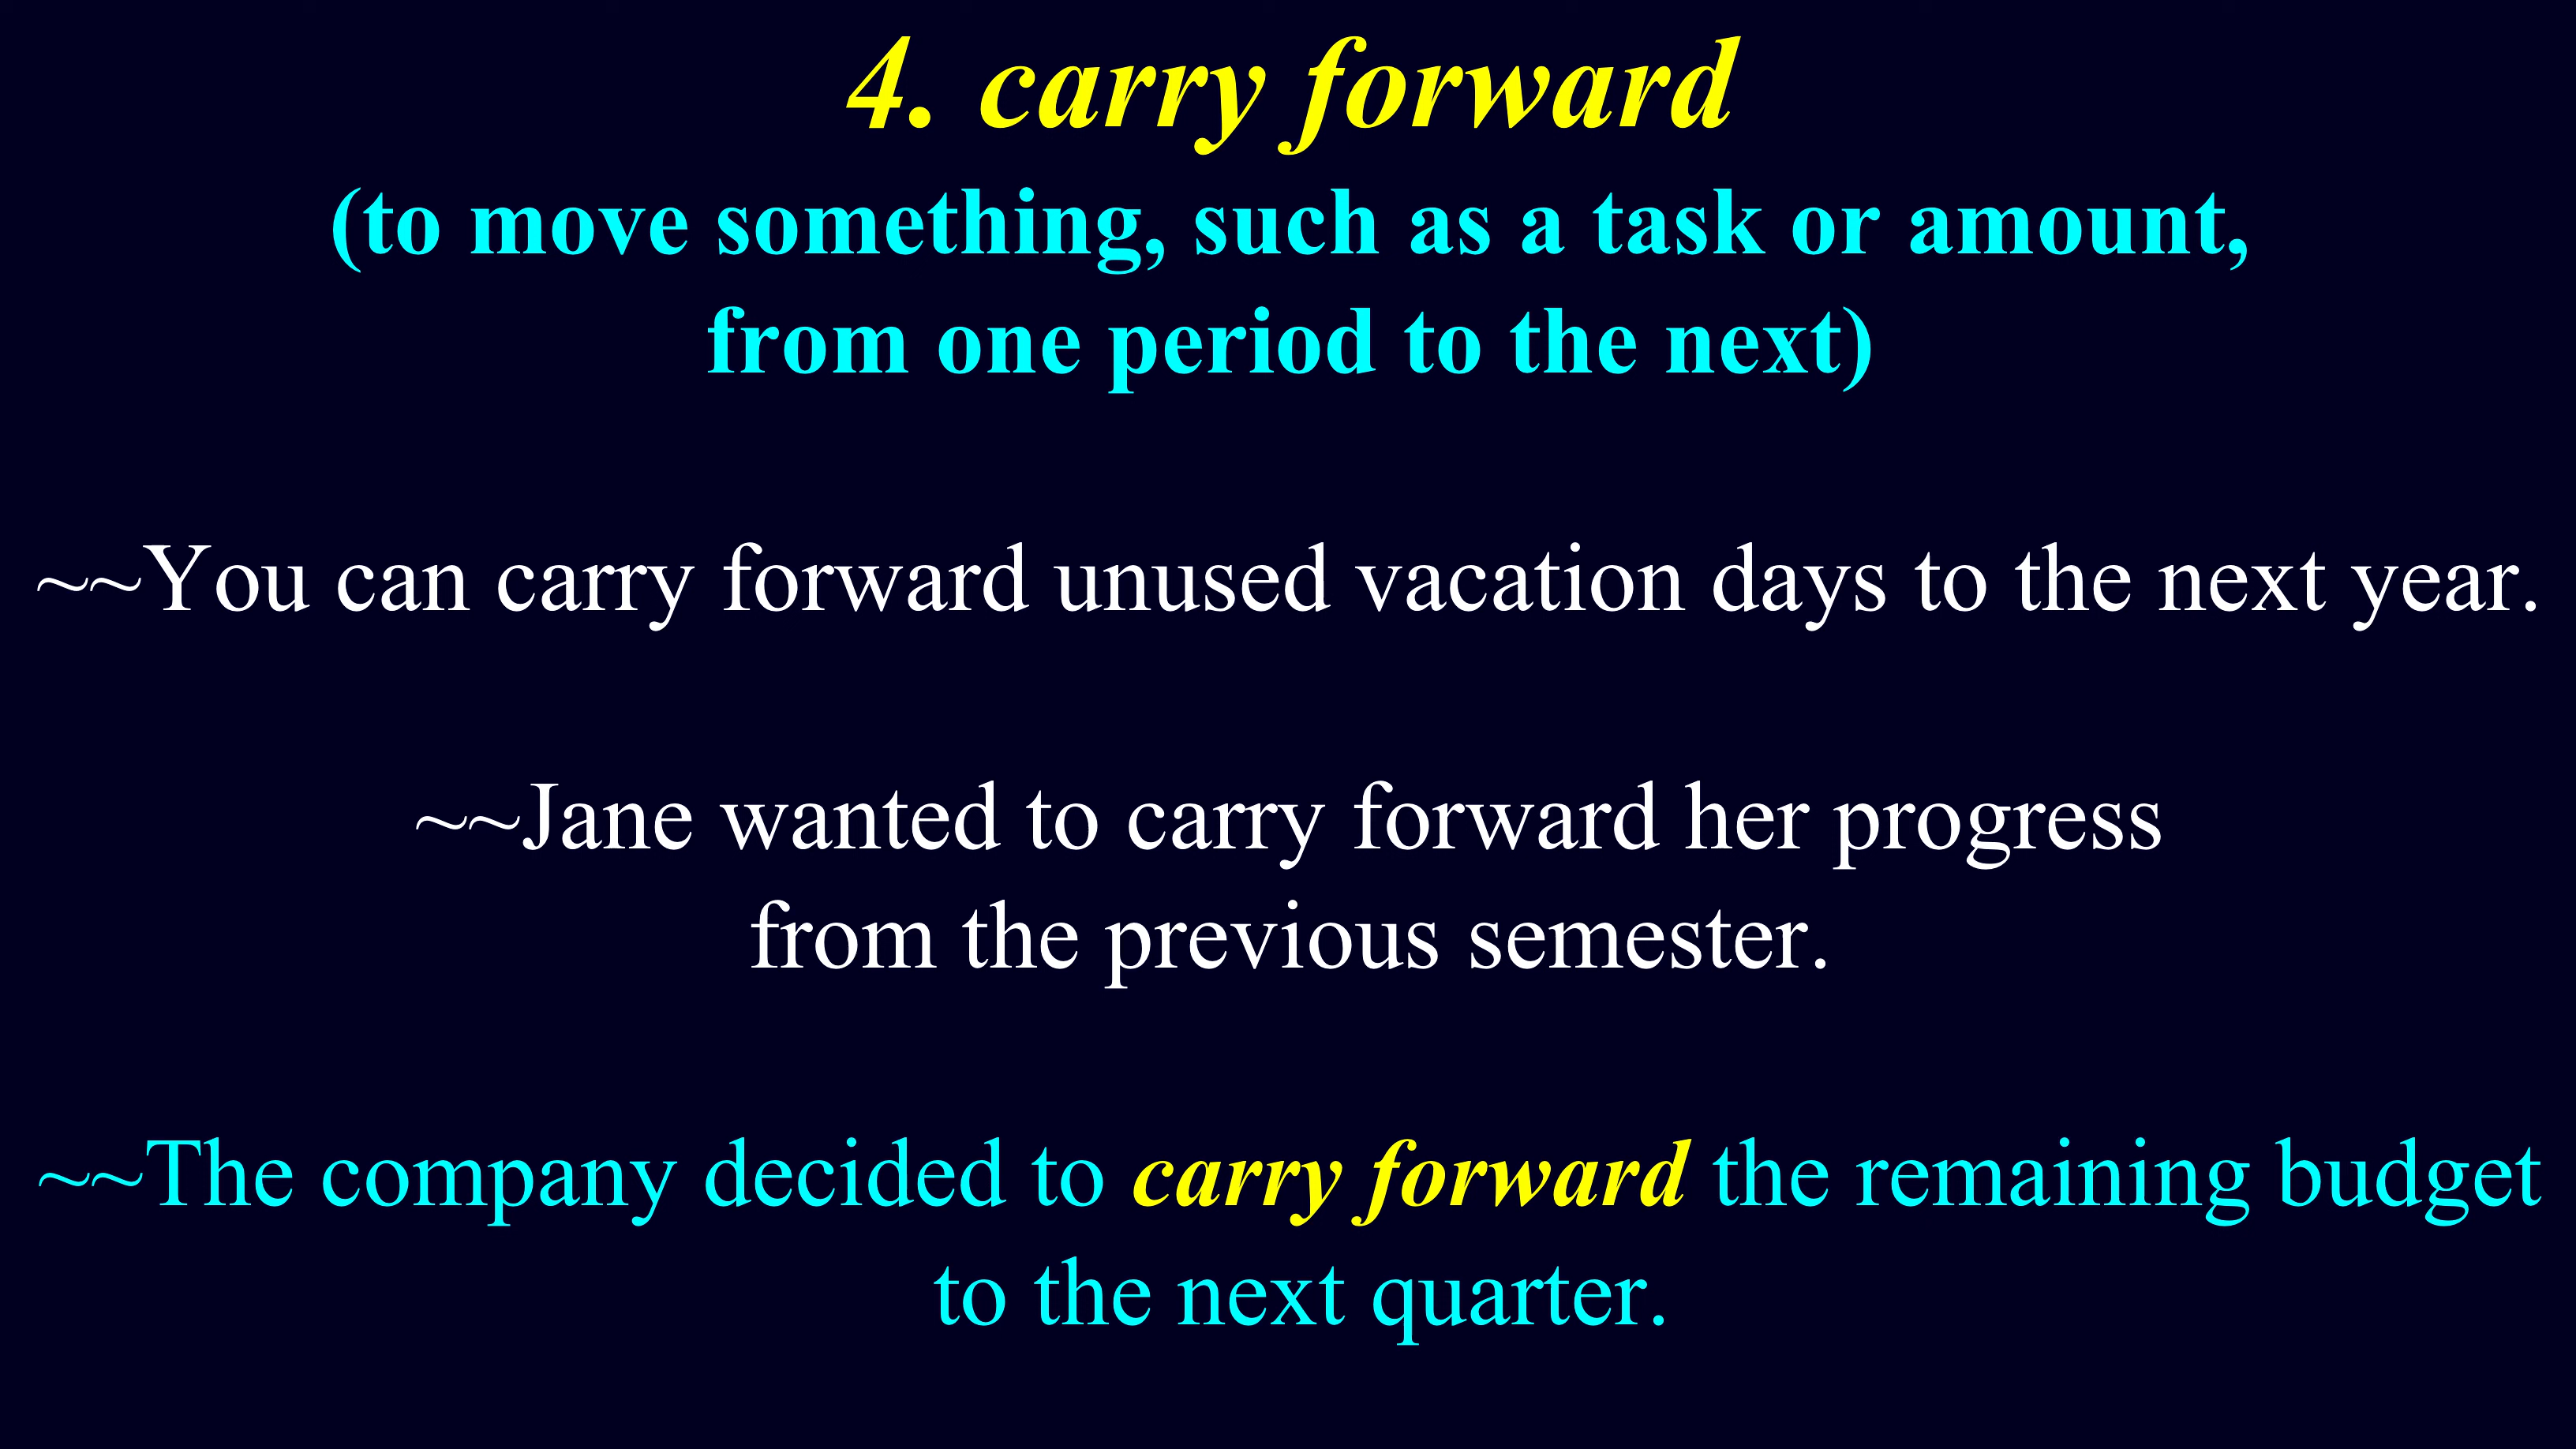 4. carry forward
(to move something, such as a task or amount,
from one period to the next)
~~You can carry forward unused vacation days to the next year.
~~Jane wanted to carry forward her progress
from the previous semester.
~~The company decided to carry forward the remaining budget
to the next quarter.